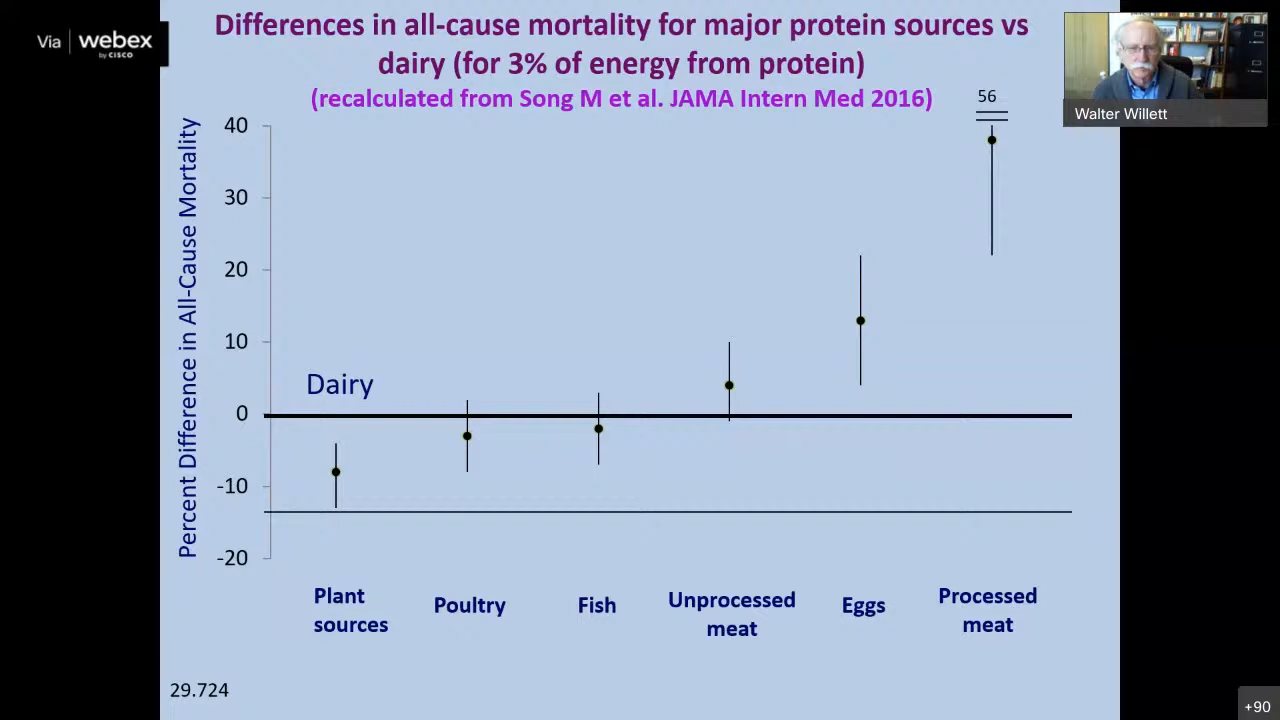 Via webex
by CISCO
Differences in all-cause mortality for major protein sources vs
dairy (for 3% of energy from protein)
(recalculated from Song M et al. JAMA Intern Med 2016)
Walter Willett
56
Percent Difference in All-Cause Mortality
40
30
20
10
0
-10
-20
Dairy
Plant
sources
Poultry
Fish
Unprocessed
meat
Eggs
Processed
meat
29.724
+90